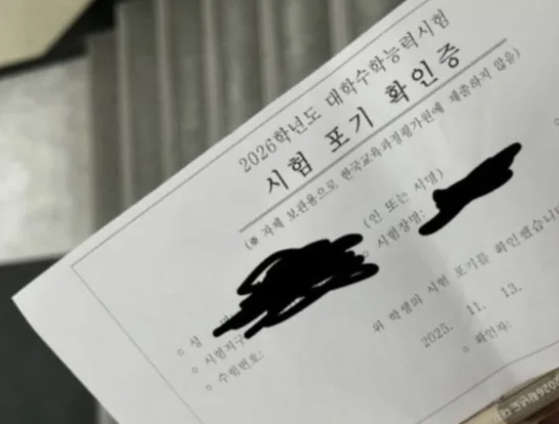 2026학년도 대학수학능력시험
시험 포기 확인증
(※ 자체 보관용으로 한국교육과정평가원에 제출하지 않음)
(인 또는 서명)
○ 성 명
○ 시험장명:
○ 시험지구
○ 수험번호:
위 학생의 시험 포기를 확인했습니다
2025. 11. 13.
○ 확인자: